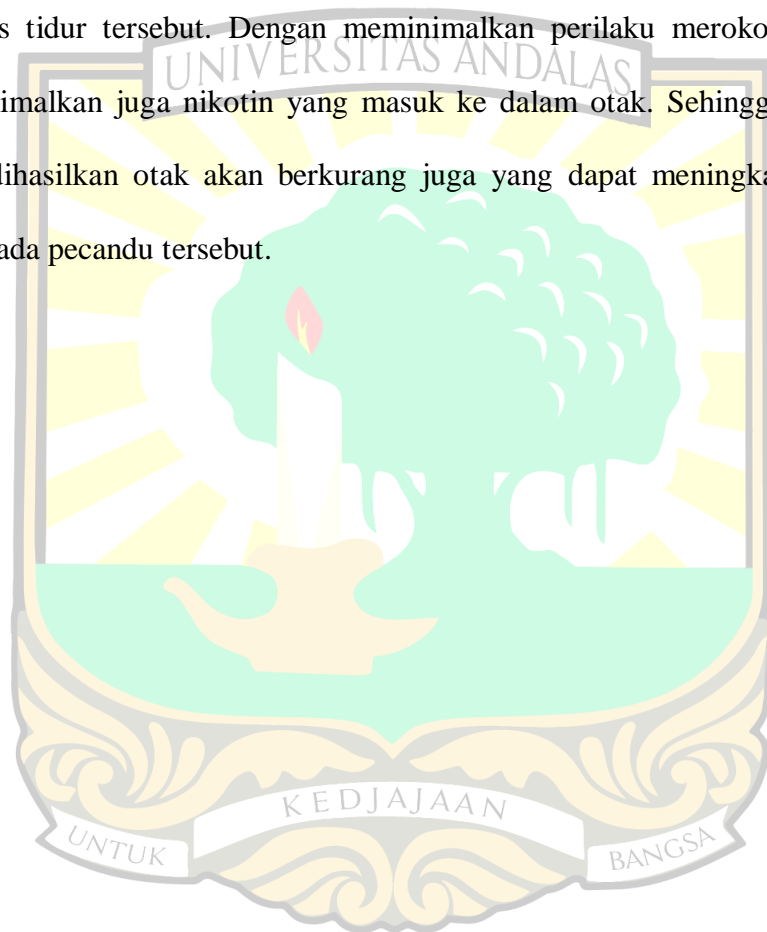 s tidur tersebut. Dengan meminimalkan perilaku meroko
UNIVERSITAS ANDALAS
imalkan juga nikotin yang masuk ke dalam otak. Sehingg
dihasilkan otak akan berkurang juga yang dapat meningka
ada pecandu tersebut.
UNTUK KEDJAJAAN BANGSA